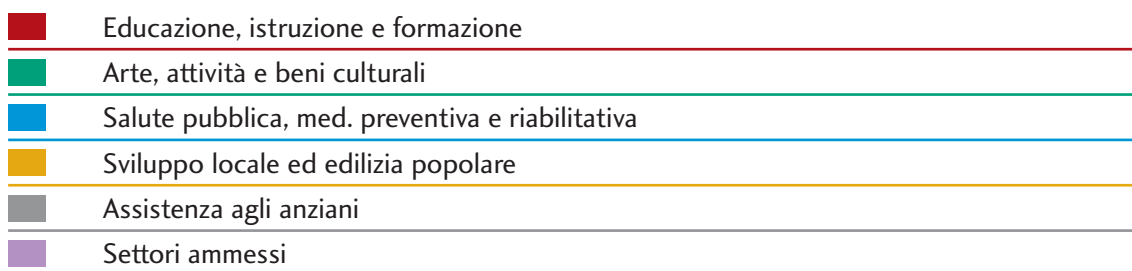 Educazione, istruzione e formazione
Arte, attività e beni culturali
Salute pubblica, med. preventiva e riabilitativa
Sviluppo locale ed edilizia popolare
Assistenza agli anziani
Settori ammessi